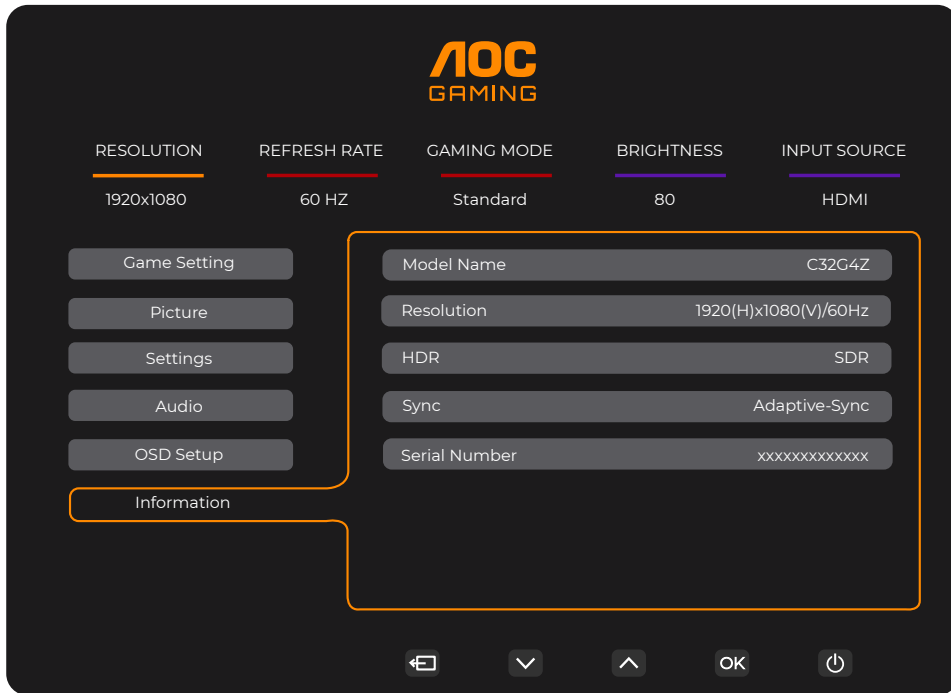 AOC
GAMING
RESOLUTION REFRESH RATE GAMING MODE BRIGHTNESS INPUT SOURCE
1920x1080 60 HZ Standard 80 HDMI
Game Setting
Picture
Settings
Audio
OSD Setup
Information
Model Name C32G4Z
Resolution 1920(H)x1080(V)/60Hz
HDR SDR
Sync Adaptive-Sync
Serial Number xxxxxxxxxxxxx
OK